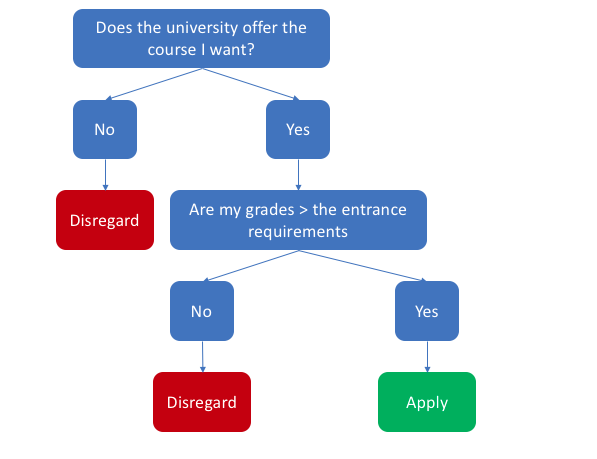 Does the university offer the
course I want?
No
Yes
Disregard
Are my grades > the entrance
requirements
No
Yes
Disregard
Apply